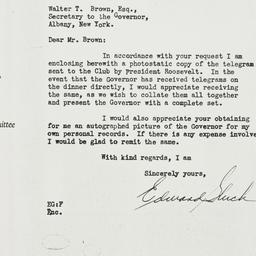 Walter T. Brown, Esq.,
Secretary to the Governor,
Albany, New York.
Dear Mr. Brown:
In accordance with your request I am
enclosing herewith a photostatic copy of the telegram
sent to the Club by President Roosevelt. In the
event that the Governor has received telegrams on
the dinner directly, I would appreciate receiving
the same, as we wish to collate them all together
and present the Governor with a complete set.
I would also appreciate your obtaining
for me an autographed picture of the Governor for my
own personal records. If there is any expense involve
I would be glad to remit the same.
mittee
With kind regards, I am
Sincerely yours,
Edward
EG:F
Enc.